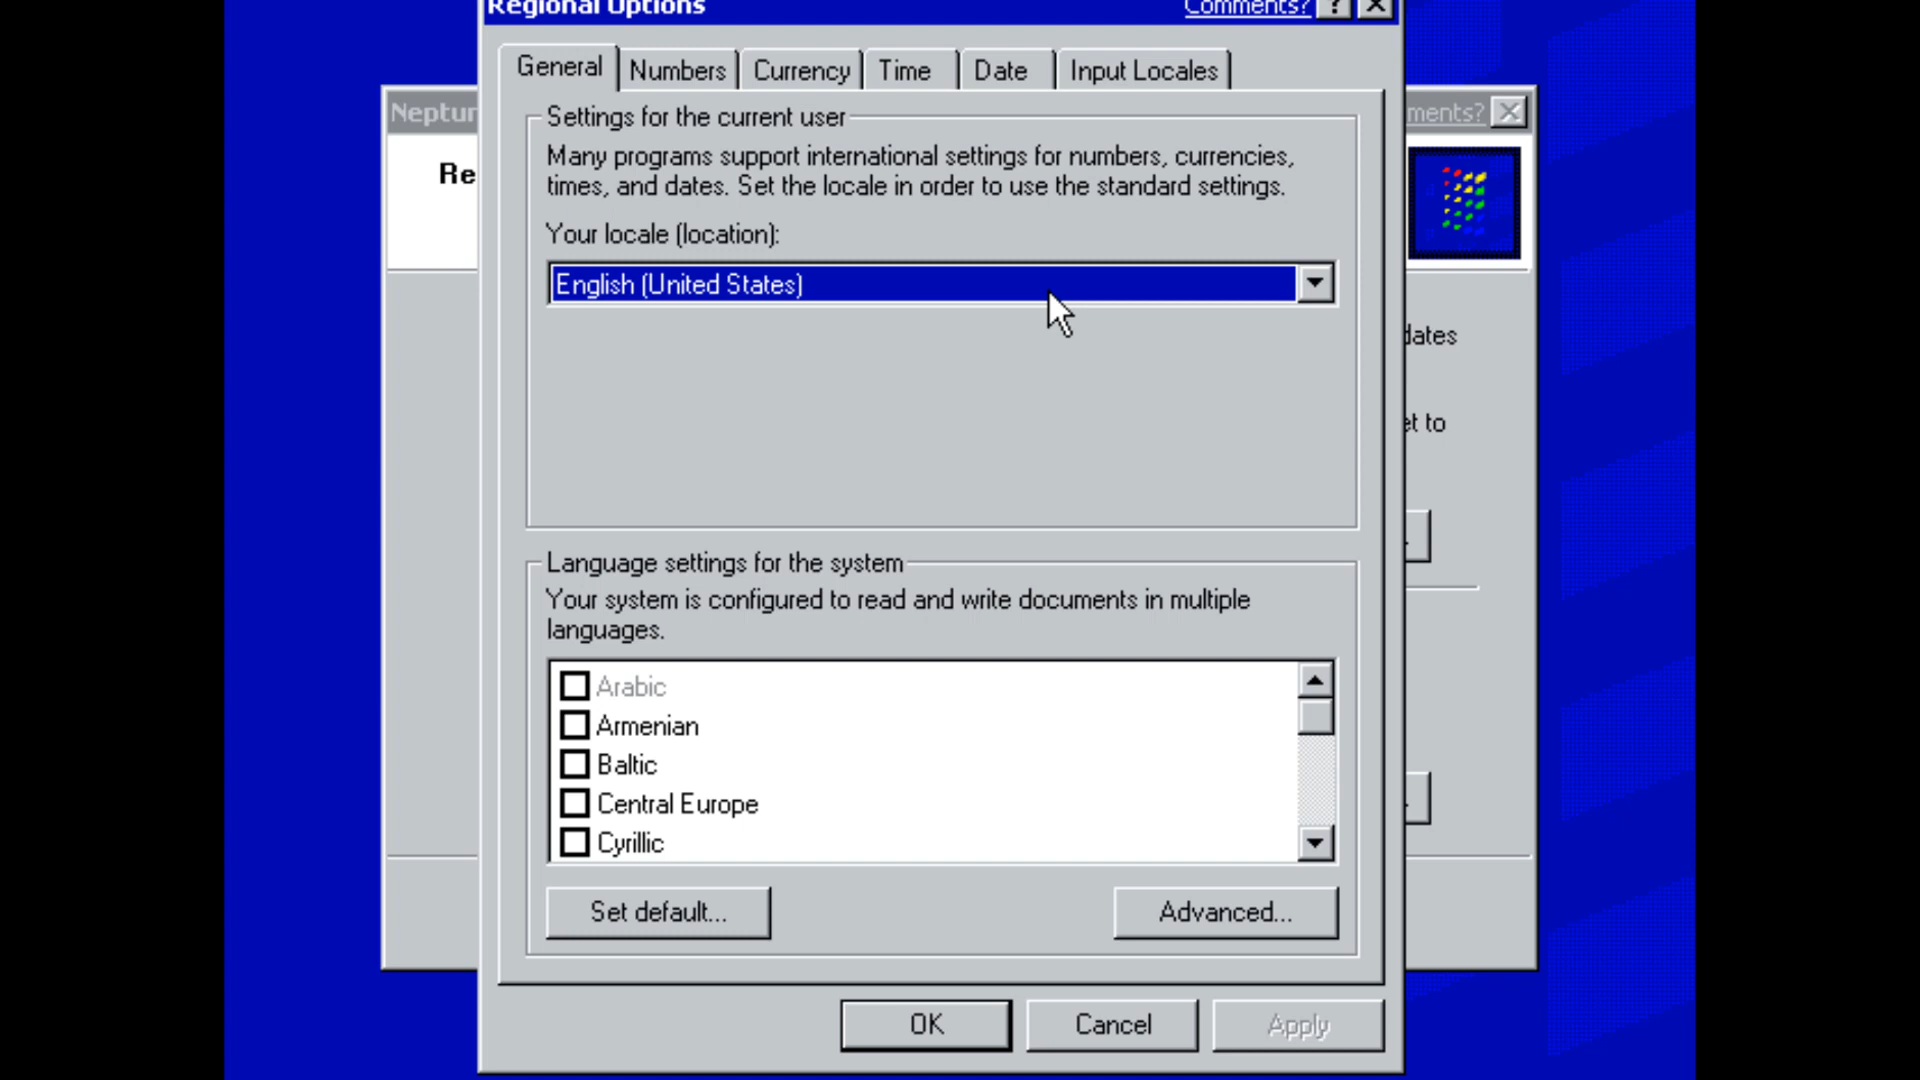 Regional Options Comments? ?
General Numbers Currency Time Date Input Locales
Neptun
ments?
Re
Settings for the current user
Many programs support international settings for numbers, currencies,
times, and dates. Set the locale in order to use the standard settings.
Your locale (location):
English (United States)
dates
et to
Language settings for the system
Your system is configured to read and write documents in multiple
languages.
Arabic
Armenian
Baltic
Central Europe
Cyrillic
Set default... Advanced...
OK Cancel Apply